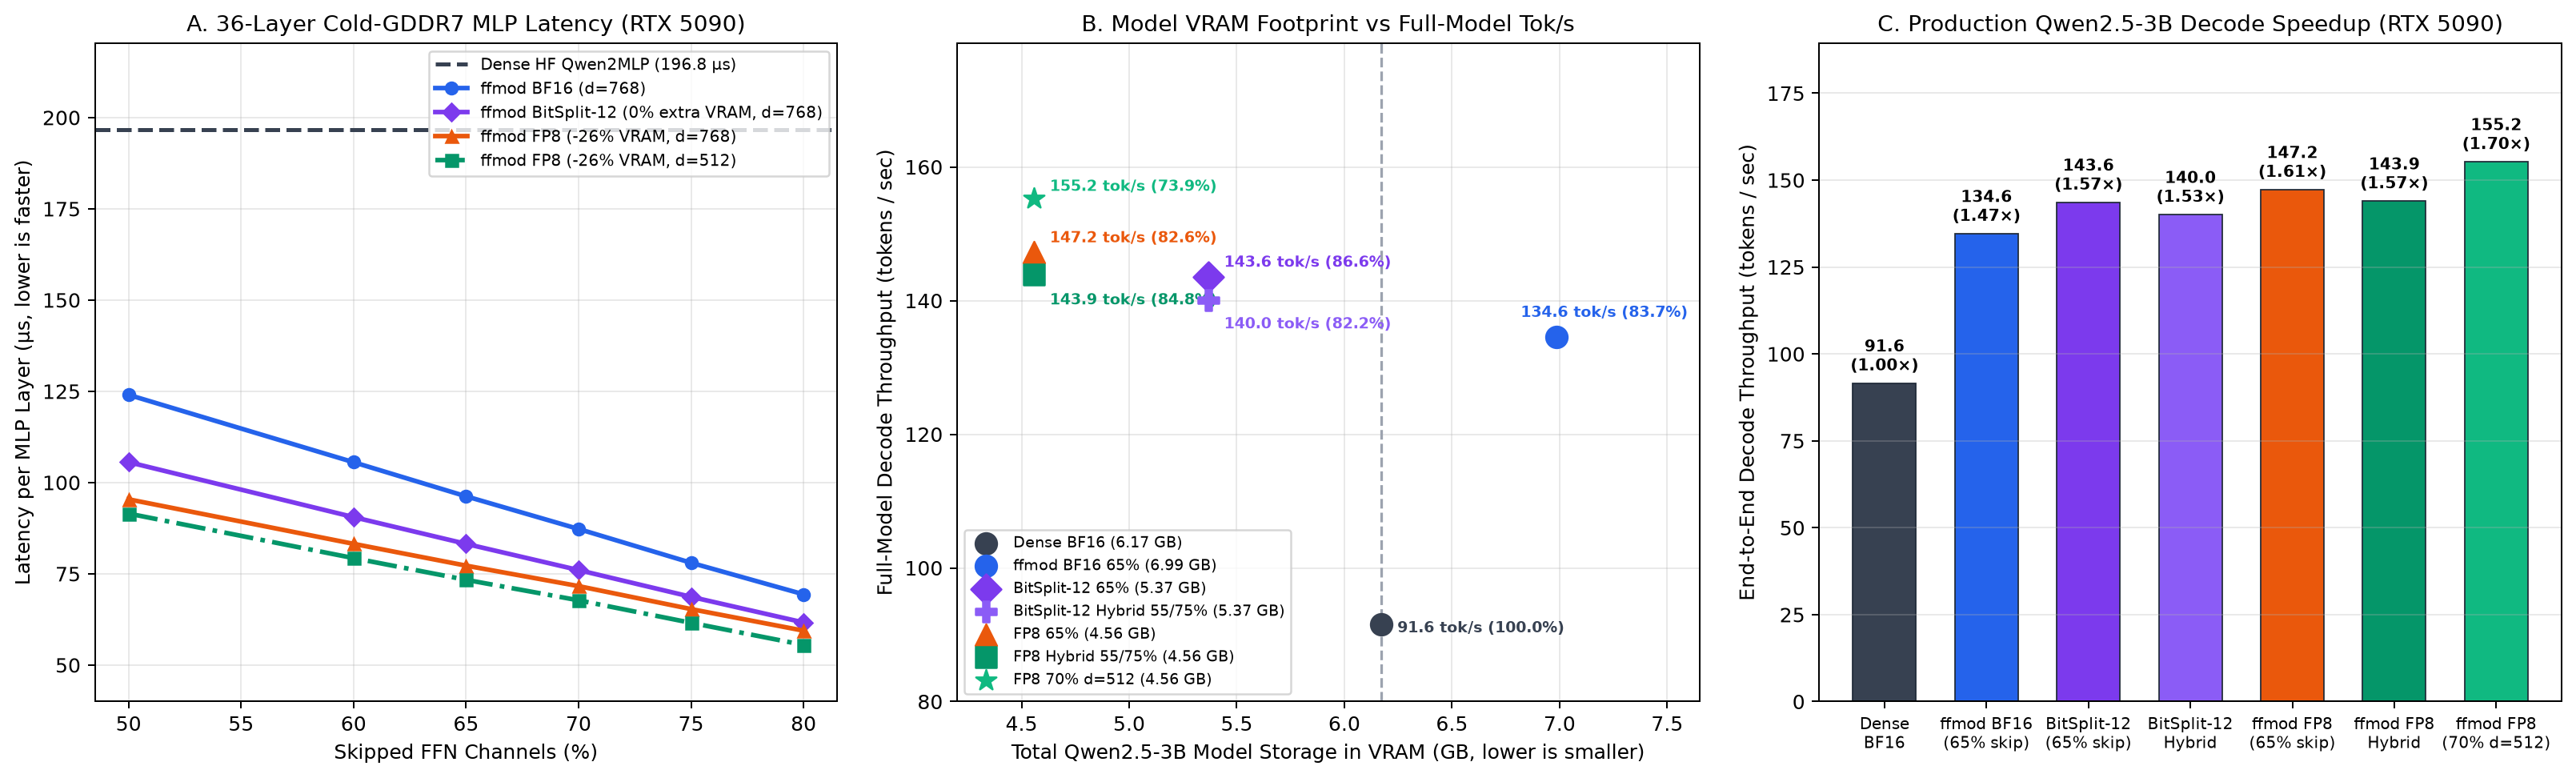 A. 36-Layer Cold-GDDR7 MLP Latency (RTX 5090)
Latency per MLP Layer (µs, lower is faster)
200
175
150
125
100
75
50
Dense HF Qwen2MLP (196.8 µs)
ffmod BF16 (d=768)
ffmod BitSplit-12 (0% extra VRAM, d=768)
ffmod FP8 (-26% VRAM, d=768)
ffmod FP8 (-26% VRAM, d=512)
50 55 60 65 70 75 80
Skipped FFN Channels (%)
B. Model VRAM Footprint vs Full-Model Tok/s
Full-Model Decode Throughput (tokens / sec)
160
140
120
100
80
155.2 tok/s (73.9%)
147.2 tok/s (82.6%)
143.6 tok/s (86.6%)
143.9 tok/s (84.8%
140.0 tok/s (82.2%)
134.6 tok/s (83.7%)
91.6 tok/s (100.0%)
Dense BF16 (6.17 GB)
ffmod BF16 65% (6.99 GB)
BitSplit-12 65% (5.37 GB)
BitSplit-12 Hybrid 55/75% (5.37 GB)
FP8 65% (4.56 GB)
FP8 Hybrid 55/75% (4.56 GB)
FP8 70% d=512 (4.56 GB)
4.5 5.0 5.5 6.0 6.5 7.0 7.5
Total Qwen2.5-3B Model Storage in VRAM (GB, lower is smaller)
C. Production Qwen2.5-3B Decode Speedup (RTX 5090)
End-to-End Decode Throughput (tokens / sec)
175
150
125
100
75
50
25
0
91.6
(1.00×)
134.6
(1.47×)
143.6
(1.57×)
140.0
(1.53×)
147.2
(1.61×)
143.9
(1.57×)
155.2
(1.70×)
Dense
BF16
ffmod BF16
(65% skip)
BitSplit-12
(65% skip)
BitSplit-12
Hybrid
ffmod FP8
(65% skip)
ffmod FP8
Hybrid
ffmod FP8
(70% d=512)